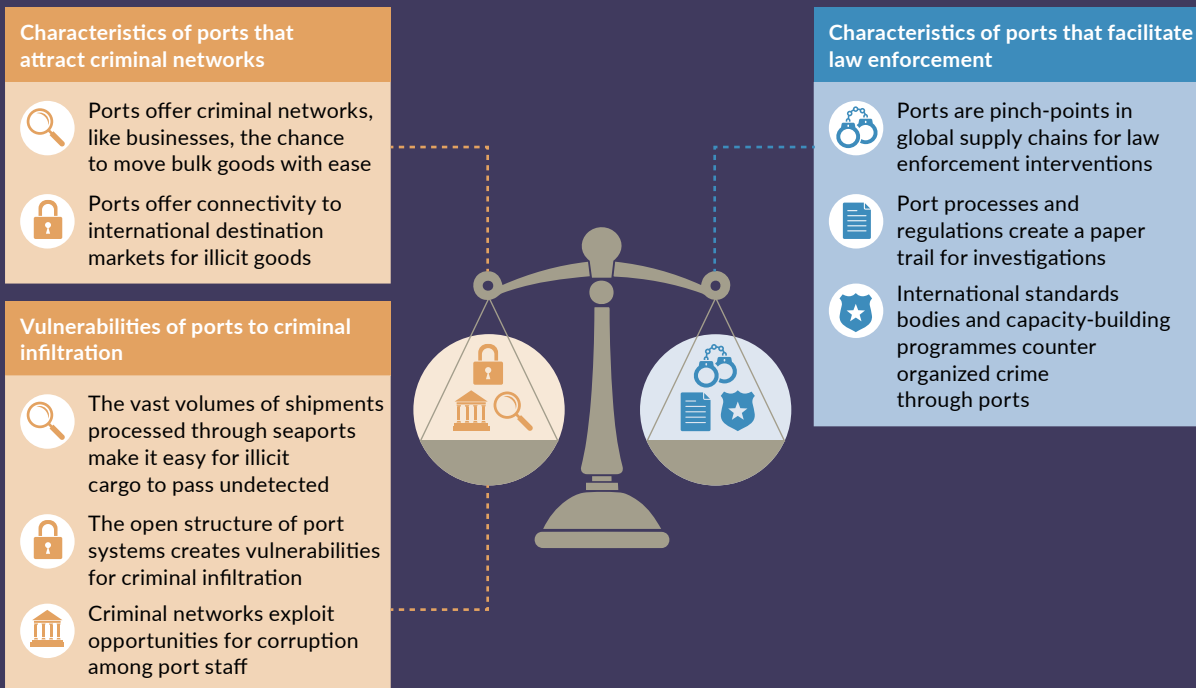 Characteristics of ports that
attract criminal networks
Ports offer criminal networks,
like businesses, the chance
to move bulk goods with ease
Ports offer connectivity to
international destination
markets for illicit goods
Vulnerabilities of ports to criminal
infiltration
The vast volumes of shipments
processed through seaports
make it easy for illicit
cargo to pass undetected
The open structure of port
systems creates vulnerabilities
for criminal infiltration
Criminal networks exploit
opportunities for corruption
among port staff
Characteristics of ports that facilitate
law enforcement
Ports are pinch-points in
global supply chains for law
enforcement interventions
Port processes and
regulations create a paper
trail for investigations
International standards
bodies and capacity-building
programmes counter
organized crime
through ports